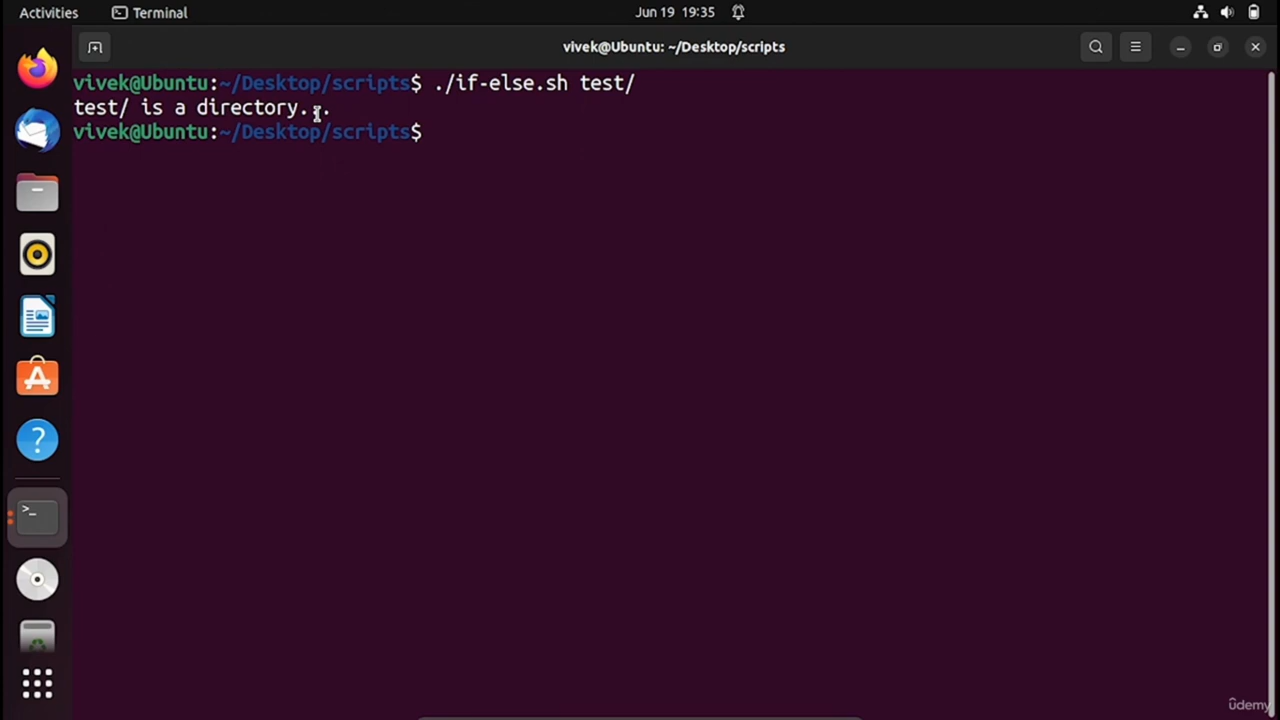 Activities
Terminal
Jun 19 19:35
vivek@Ubuntu: ~/Desktop/scripts
vivek@Ubuntu:~/Desktop/scripts$ ./if-else.sh test/
test/ is a directory...
vivek@Ubuntu:~/Desktop/scripts$
udemy